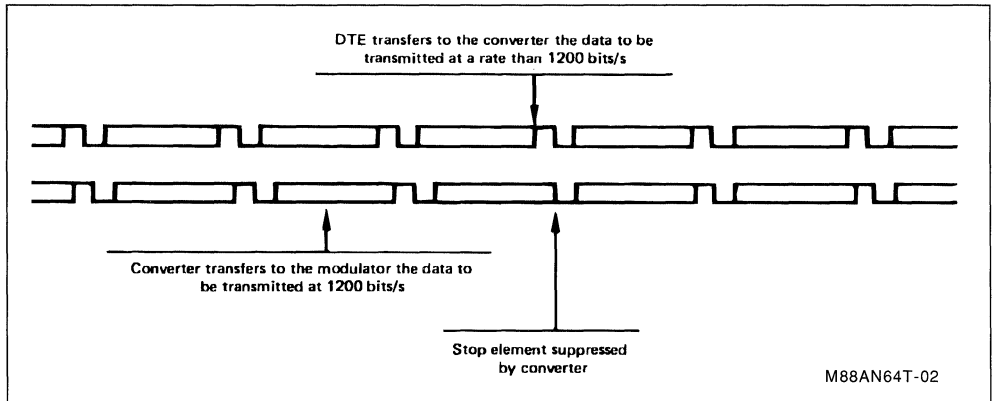 DTE transfers to the converter the data to be
transmitted at a rate than 1200 bits/s
Converter transfers to the modulator the data to
be transmitted at 1200 bits/s
Stop element suppressed
by converter
M88AN64T-02